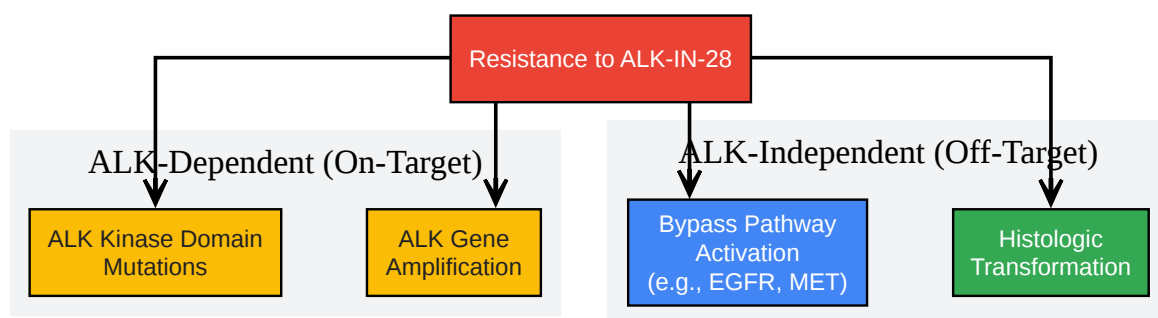 Resistance to ALK-IN-28
ALK-Dependent (On-Target)
ALK-Independent (Off-Target)
ALK Kinase Domain
Mutations
ALK Gene
Amplification
Bypass Pathway
Activation
(e.g., EGFR, MET)
Histologic
Transformation